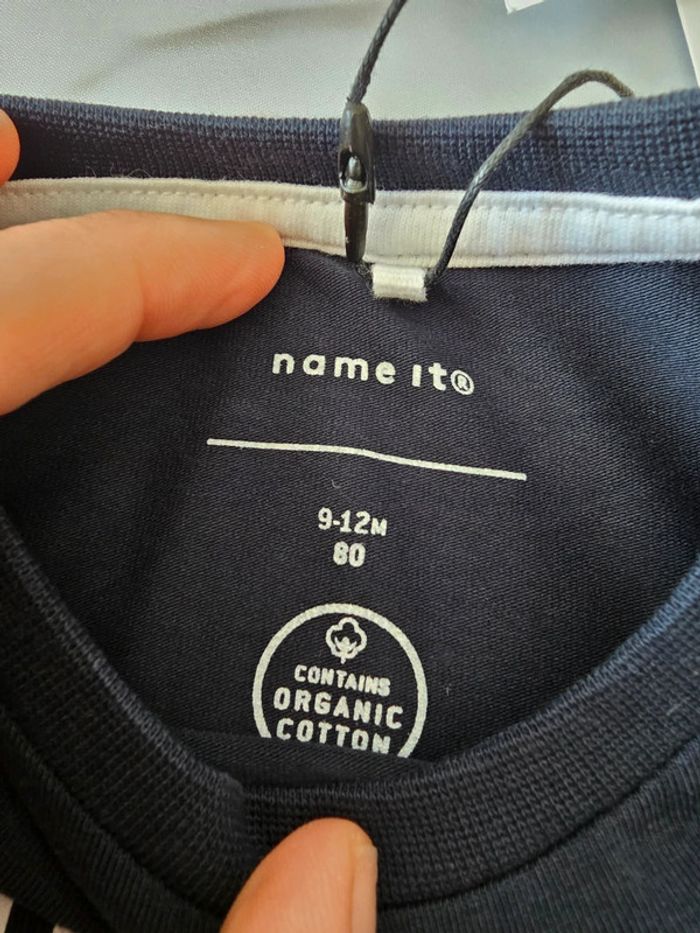 name it®
9-12M
80
CONTAINS
ORGANIC
COTTON